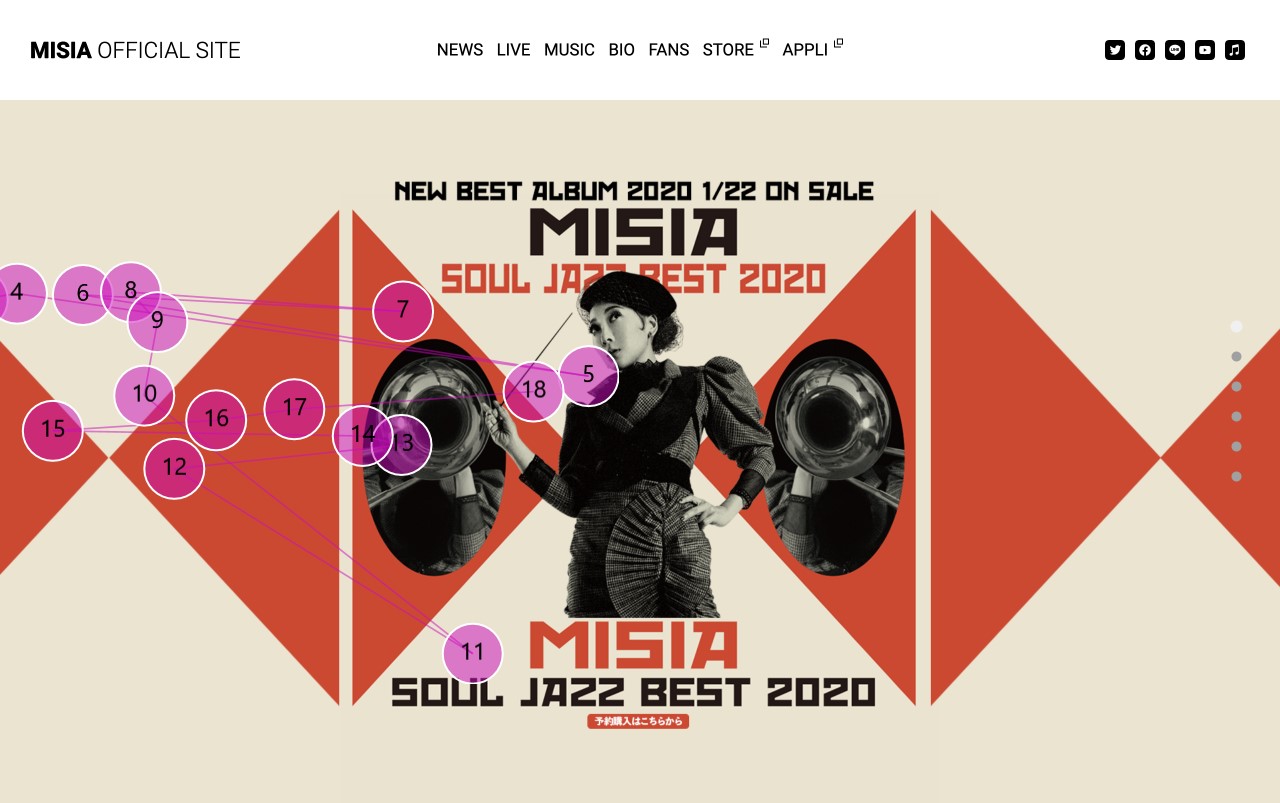 MISIA OFFICIAL SITE
NEWS LIVE MUSIC BIO FANS STORE APPLI
NEW BEST ALBUM 2020 1/22 ON SALE
MISIA
SOUL JAZZ BEST 2020
4
6
8
9
7
10
5
18
15
16
17
14
13
12
11
MISIA
SOUL JAZZ BEST 2020
予約購入はこちらから